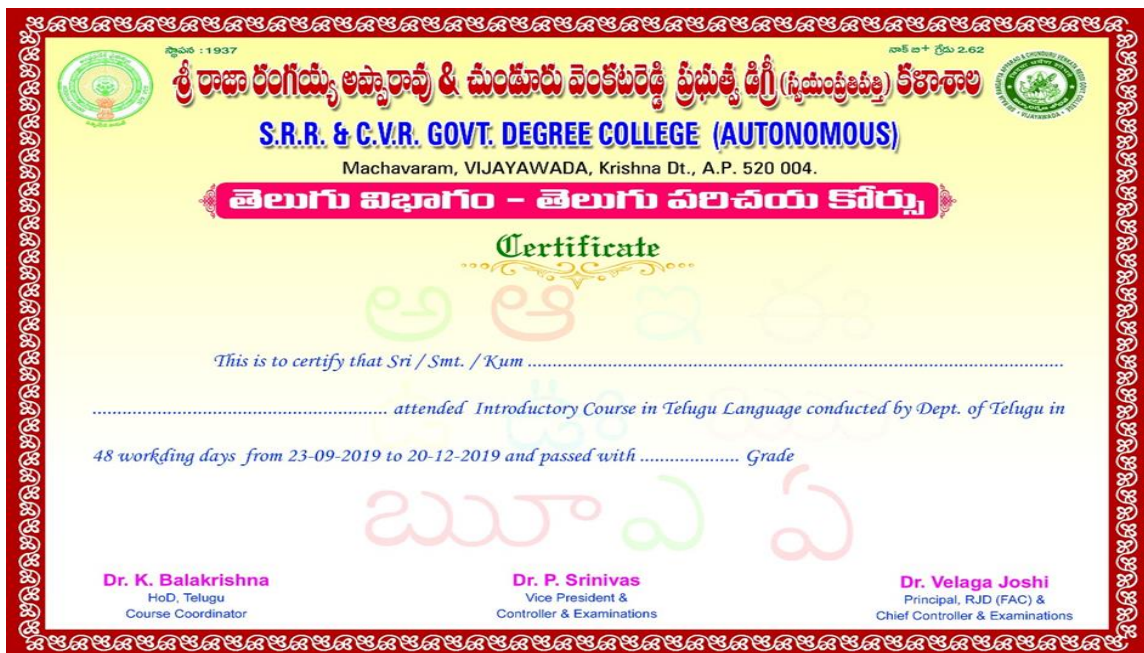 స్థాపన : 1937
నాక్ బి+ గ్రేడు 2.62
శ్రీ రాజా రంగయ్య అప్పారావు & చుండూరు వెంకటరెడ్డి ప్రభుత్వ డిగ్రీ (స్వయంప్రతిపత్తి) కళాశాల
S.R.R. & C.V.R. GOVT. DEGREE COLLEGE (AUTONOMOUS)
Machavaram, VIJAYAWADA, Krishna Dt., A.P. 520 004.
తెలుగు విభాగం - తెలుగు పరిచయ కోర్సు
Certificate
అ ఆ ఇ ఈ
This is to certify that Sri / Smt. / Kum ..............................
.............................. attended Introductory Course in Telugu Language conducted by Dept. of Telugu in
ఉ ఊ ఋ
48 workding days from 23-09-2019 to 20-12-2019 and passed with .................... Grade
ౠ ఎ ఏ
Dr. K. Balakrishna
HoD, Telugu
Course Coordinator
Dr. P. Srinivas
Vice President &
Controller & Examinations
Dr. Velaga Joshi
Principal, RJD (FAC) &
Chief Controller & Examinations